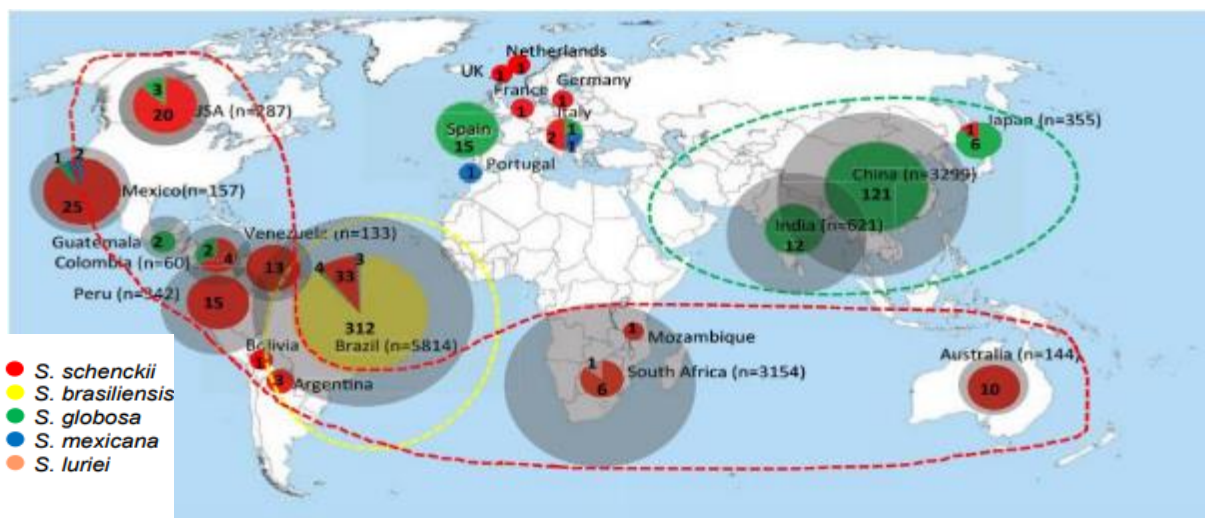 Netherlands
UK
1
1
Germany
France
1
1
Italy
3
20
USA (n=287)
Spain
15
2
1
1
Japan (n=355)
1
6
1
2
Mexico(n=157)
25
Portugal
1
China (n=3299)
121
India (n=621)
12
Guatemala
2
Venezuela (n=133)
Colombia (n=60)
2
4
13
4
3
33
Peru (n=342)
15
312
Brazil (n=5814)
1
Mozambique
Bolivia
1
1
South Africa (n=3154)
6
Australia (n=144)
10
3
Argentina
S. schenckii
S. brasiliensis
S. globosa
S. mexicana
S. luriei